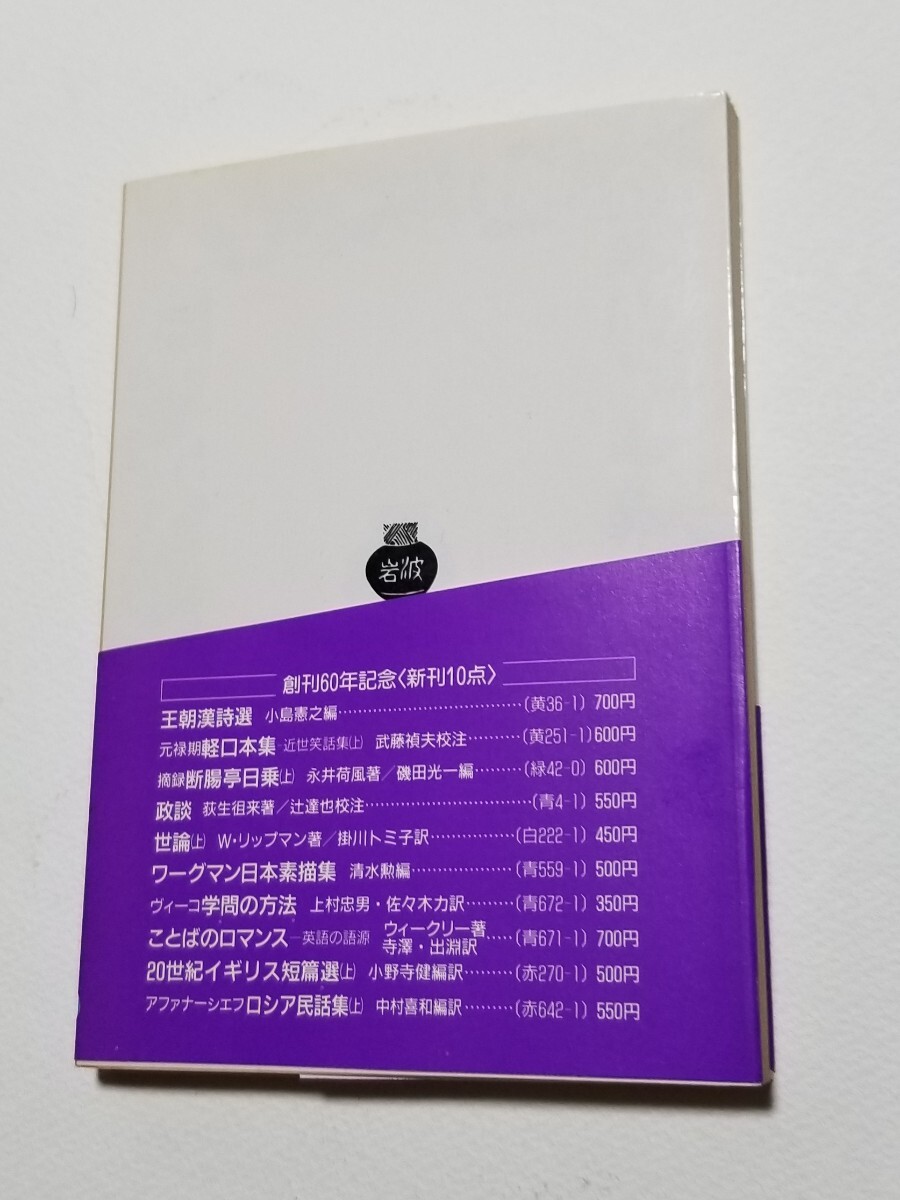 岩波
創刊60年記念〈新刊10点〉
王朝漢詩選 小島憲之編……………………………(黄36-1) 700円
元禄期軽口本集-近世笑話集(上) 武藤禎夫校注………(黄251-1)600円
摘録断腸亭日乗(上) 永井荷風著/磯田光一編………(緑42-0) 600円
政談 荻生徂来著/辻達也校注…………………………(青4-1) 550円
世論(上) W・リップマン著/掛川トミ子訳……………(白222-1) 450円
ワーグマン日本素描集 清水勲編………………(青559-1) 500円
ヴィーコ学問の方法 上村忠男・佐々木力訳………(青672-1) 350円
ことばのロマンス―英語の語源 ウィークリー著 寺澤・出淵訳……(青671-1) 700円
20世紀イギリス短篇選(上) 小野寺健編訳………(赤270-1) 500円
アファナーシエフロシア民話集(上) 中村喜和編訳………(赤642-1) 550円